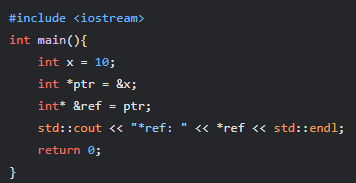 #include <iostream>
int main(){
    int x = 10;
    int *ptr = &x;
    int* &ref = ptr;
    std::cout << "*ref: " << *ref << std::endl;
    return 0;
}